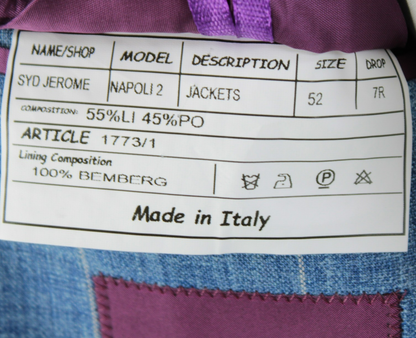 NAME/SHOP MODEL DESCRIPTION SIZE DROP
SYD JEROME NAPOLI 2 JACKETS 52 7R
COMPOSITION: 55%LI 45%PO
ARTICLE 1773/1
Lining Composition
100% BEMBERG
P
Made in Italy